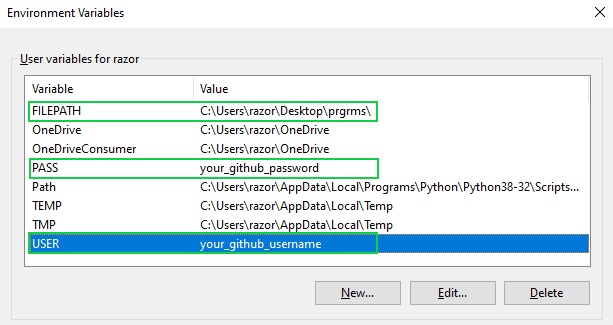 Environment Variables
User variables for razor
Variable Value
FILEPATH C:\Users\razor\Desktop\prgrms\
OneDrive C:\Users\razor\OneDrive
OneDriveConsumer C:\Users\razor\OneDrive
PASS your_github_password
Path C:\Users\razor\AppData\Local\Programs\Python\Python38-32\Scripts...
TEMP C:\Users\razor\AppData\Local\Temp
TMP C:\Users\razor\AppData\Local\Temp
USER your_github_username
New... Edit... Delete